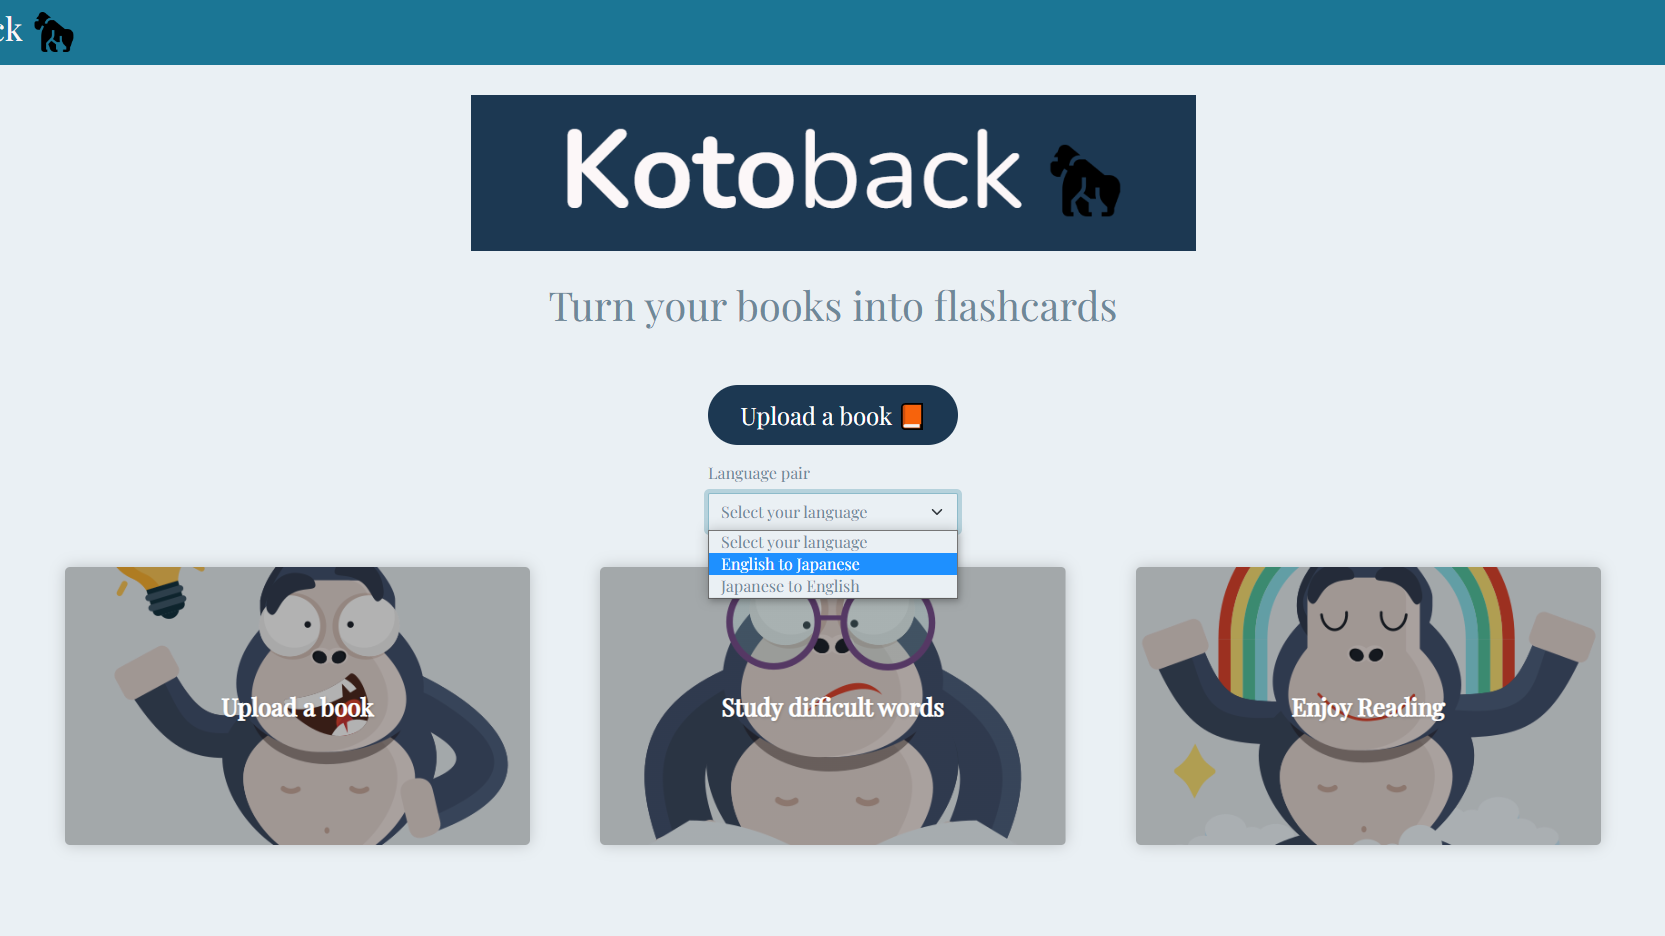 ck
Kotoback
Turn your books into flashcards
Upload a book
Language pair
Select your language
Select your language
English to Japanese
Japanese to English
Upload a book
Study difficult words
Enjoy Reading